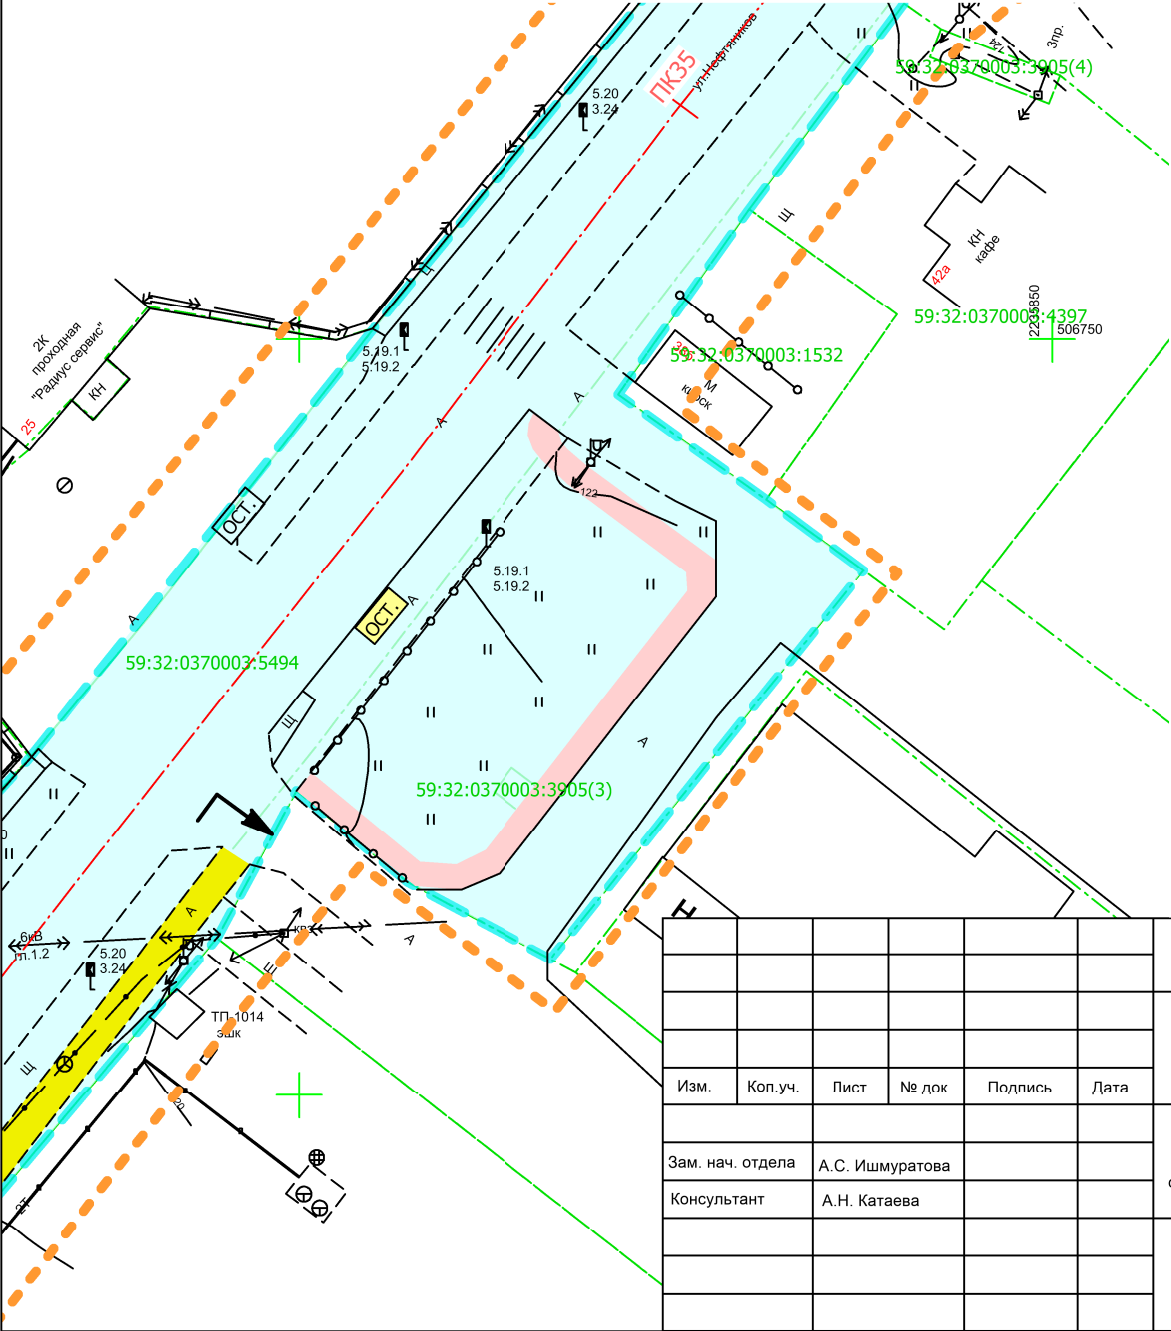 ПК35
ул.Нефтяников
5.20
3.24
124
3пр.
59:32:0370003:3905(4)
Щ
КН
кафе
42а
2235850
59:32:0370003:4397
506750
59:32:0370003:1532
М
киоск
5.19.1
5.19.2
2К
проходная
"Радиус сервис"
КН
25
А
А
ОСТ.
122
5.19.1
5.19.2
ОСТ.
А
А
59:32:0370003:5494
Щ
А
59:32:0370003:3905(3)
А
6кВ
5.20
3.24
кв3
А
Щ
ТП-1014
Щ
2Т
Н
Изм.
Кол.уч.
Лист
№ док
Подпись
Дата
Зам. нач. отдела
А.С. Ишмуратова
Консультант
А.Н. Катаева